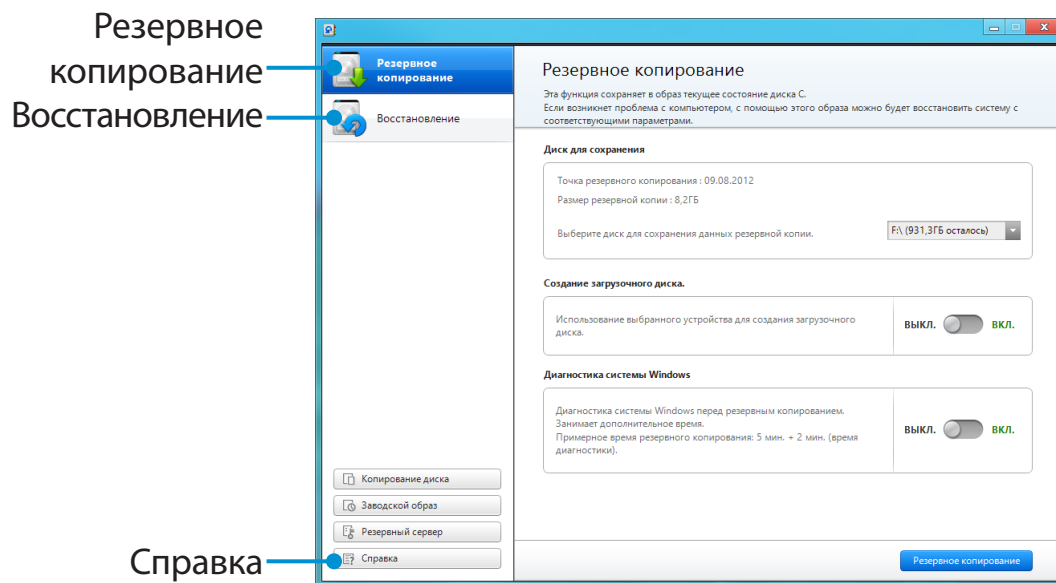 Резервное
копирование
Восстановление
Справка
Резервное
копирование
Восстановление
Копирование диска
Заводской образ
Резервный сервер
Справка
Резервное копирование
Эта функция сохраняет в образ текущее состояние диска C.
Если возникнет проблема с компьютером, с помощью этого образа можно будет восстановить систему с
соответствующими параметрами.
Диск для сохранения
Точка резервного копирования : 09.08.2012
Размер резервной копии : 8,2ГБ
Выберите диск для сохранения данных резервной копии.
F:\ (931,3ГБ осталось)
Создание загрузочного диска.
Использование выбранного устройства для создания загрузочного
диска.
ВЫКЛ. ВКЛ.
Диагностика системы Windows
Диагностика системы Windows перед резервным копированием.
Занимает дополнительное время.
Примерное время резервного копирования: 5 мин. + 2 мин. (время
диагностики).
ВЫКЛ. ВКЛ.
Резервное копирование